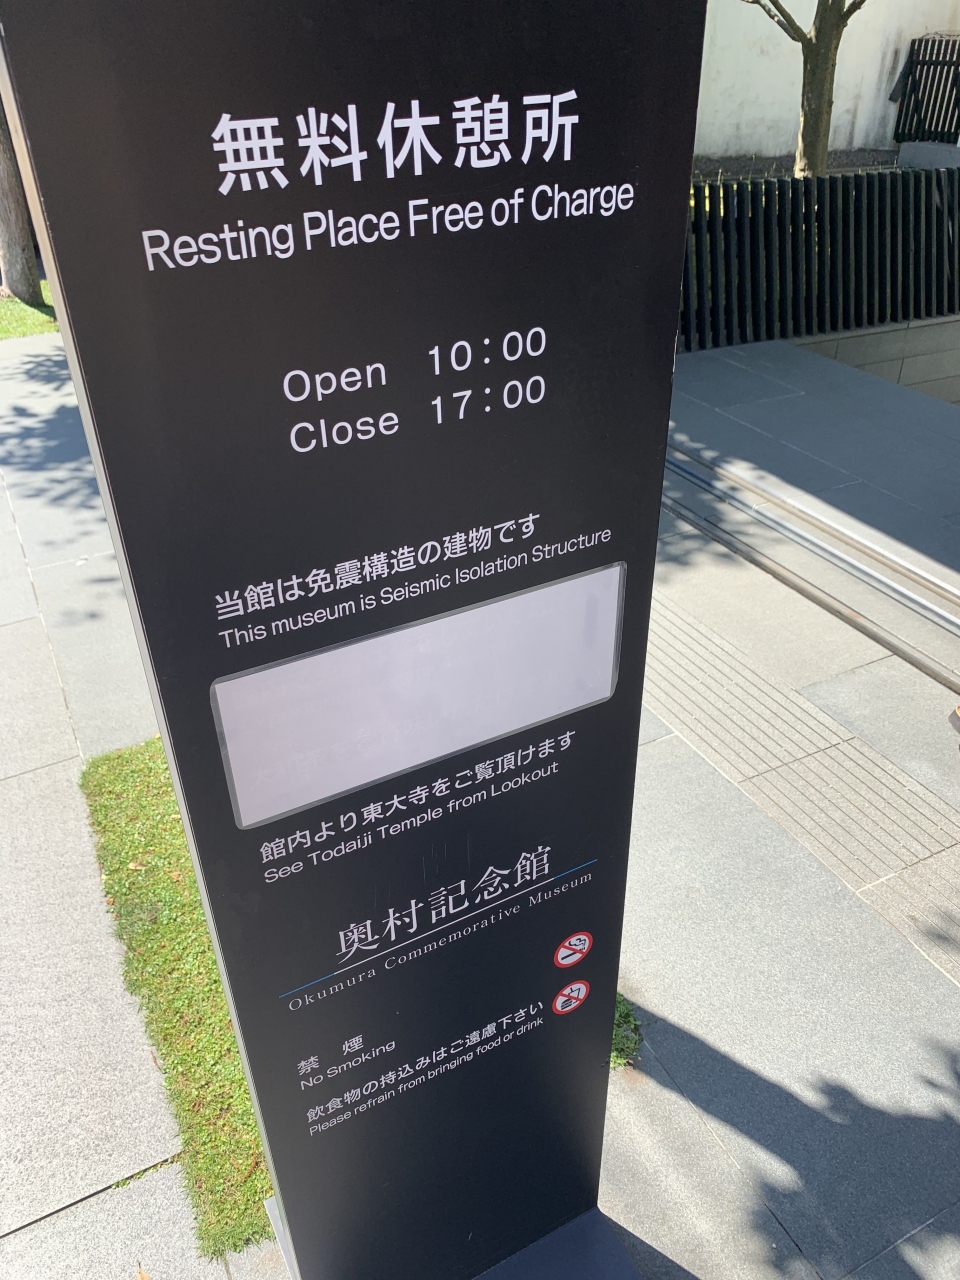 無料休憩所
Resting Place Free of Charge
Open 10:00
Close 17:00
当館は免震構造の建物です
This museum is Seismic Isolation Structure
館内より東大寺をご覧頂けます
See Todaiji Temple from Lookout
奥村記念館
Okumura Commemorative Museum
禁 煙
No Smoking
飲食物の持込みはご遠慮下さい
Please refrain from bringing food or drink